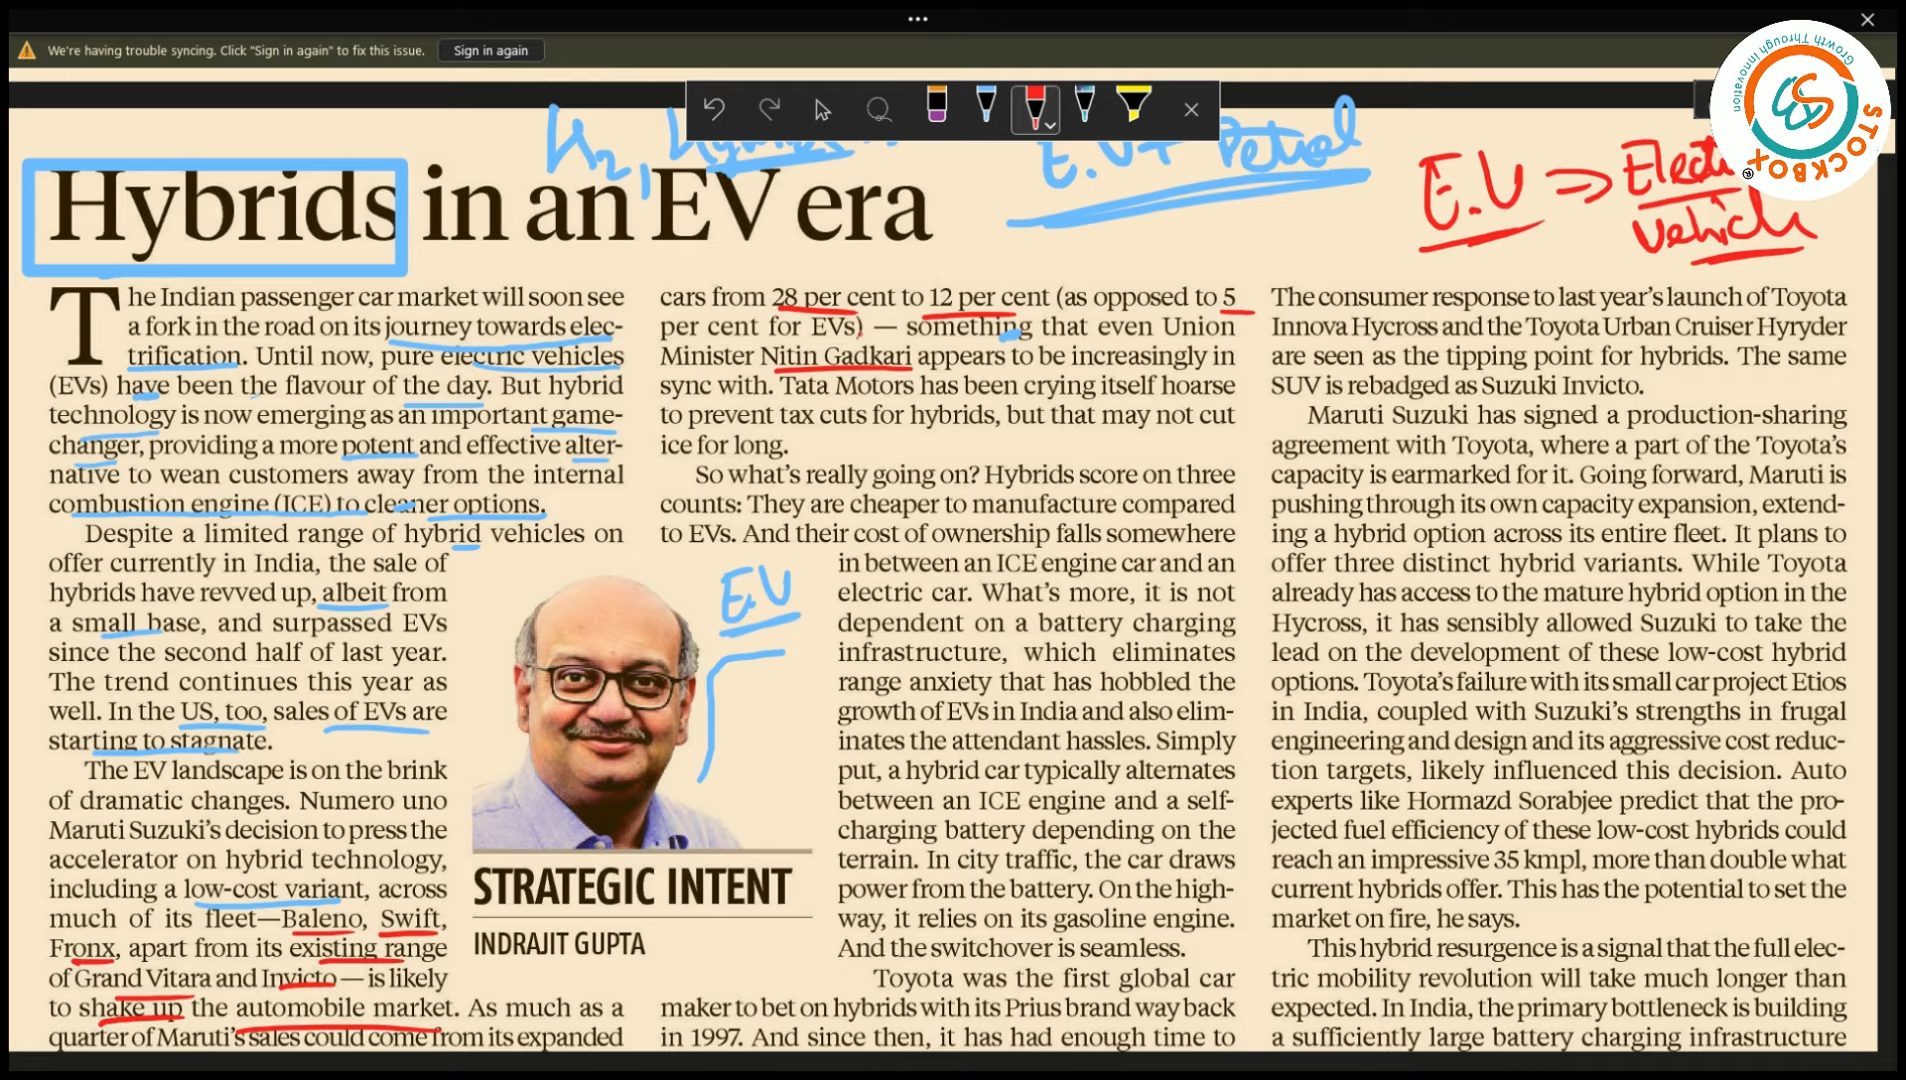 We're having trouble syncing. Click "Sign in again" to fix this issue.
Sign in again
Growth Through Innovation
STOCKBOX
®
H2,
E.V + Petrol
E.V ⇒
Vehicle
Hybrids in an EV era
The Indian passenger car market will soon see
a fork in the road on its journey towards elec-
trification. Until now, pure electric vehicles
(EVs) have been the flavour of the day. But hybrid
technology is now emerging as an important game-
changer, providing a more potent and effective alter-
native to wean customers away from the internal
combustion engine (ICE) to cleaner options.
Despite a limited range of hybrid vehicles on
offer currently in India, the sale of
hybrids have revved up, albeit from
a small base, and surpassed EVs
since the second half of last year.
The trend continues this year as
well. In the US, too, sales of EVs are
starting to stagnate.
The EV landscape is on the brink
of dramatic changes. Numero uno
Maruti Suzuki's decision to press the
accelerator on hybrid technology,
including a low-cost variant, across
much of its fleet—Baleno, Swift,
Fronx, apart from its existing range
of Grand Vitara and Invicto — is likely
to shake up the automobile market. As much as a
quarter of Maruti's sales could come from its expanded
E.V
STRATEGIC INTENT
INDRAJIT GUPTA
cars from 28 per cent to 12 per cent (as opposed to 5
per cent for EVs) — something that even Union
Minister Nitin Gadkari appears to be increasingly in
sync with. Tata Motors has been crying itself hoarse
to prevent tax cuts for hybrids, but that may not cut
ice for long.
So what's really going on? Hybrids score on three
counts: They are cheaper to manufacture compared
to EVs. And their cost of ownership falls somewhere
in between an ICE engine car and an
electric car. What's more, it is not
dependent on a battery charging
infrastructure, which eliminates
range anxiety that has hobbled the
growth of EVs in India and also elim-
inates the attendant hassles. Simply
put, a hybrid car typically alternates
between an ICE engine and a self-
charging battery depending on the
terrain. In city traffic, the car draws
power from the battery. On the high-
way, it relies on its gasoline engine.
And the switchover is seamless.
Toyota was the first global car
maker to bet on hybrids with its Prius brand way back
in 1997. And since then, it has had enough time to
The consumer response to last year's launch of Toyota
Innova Hycross and the Toyota Urban Cruiser Hyryder
are seen as the tipping point for hybrids. The same
SUV is rebadged as Suzuki Invicto.
Maruti Suzuki has signed a production-sharing
agreement with Toyota, where a part of the Toyota's
capacity is earmarked for it. Going forward, Maruti is
pushing through its own capacity expansion, extend-
ing a hybrid option across its entire fleet. It plans to
offer three distinct hybrid variants. While Toyota
already has access to the mature hybrid option in the
Hycross, it has sensibly allowed Suzuki to take the
lead on the development of these low-cost hybrid
options. Toyota's failure with its small car project Etios
in India, coupled with Suzuki's strengths in frugal
engineering and design and its aggressive cost reduc-
tion targets, likely influenced this decision. Auto
experts like Hormazd Sorabjee predict that the pro-
jected fuel efficiency of these low-cost hybrids could
reach an impressive 35 kmpl, more than double what
current hybrids offer. This has the potential to set the
market on fire, he says.
This hybrid resurgence is a signal that the full elec-
tric mobility revolution will take much longer than
expected. In India, the primary bottleneck is building
a sufficiently large battery charging infrastructure